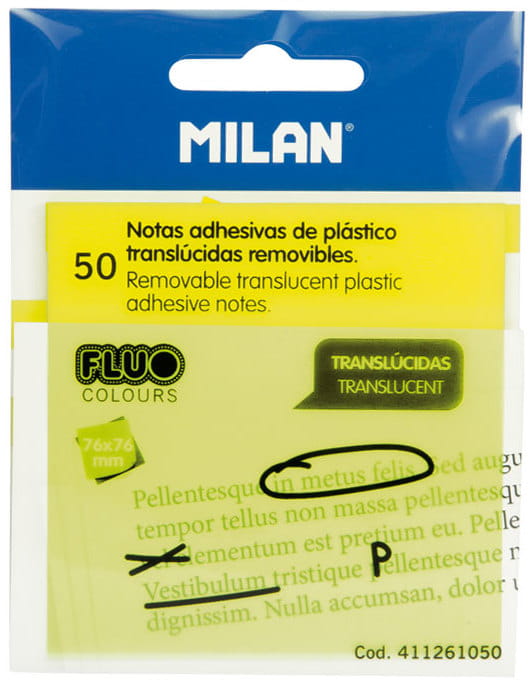 MILAN®
50
Notas adhesivas de plástico
translúcidas removibles.
Removable translucent plastic
adhesive notes.
FLUO
COLOURS
TRANSLÚCIDAS
TRANSLUCENT
76x76
mm
Pellentesque in metus felis. Sed augu
tempor tellus non massa pellentesqu
el elementum est pretium eu. Pelle
P
Vestibulum tristique pellentesque n
dignissim. Nulla accumsan, dolor u
Cod. 411261050